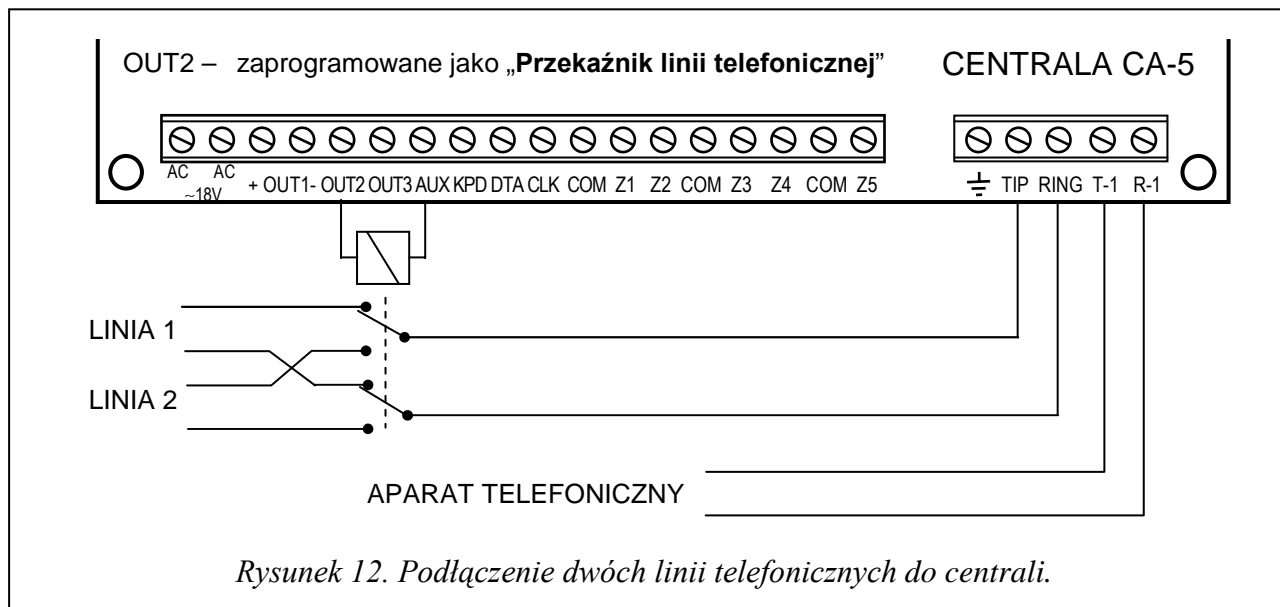 OUT2 – zaprogramowane jako „Przekaźnik linii telefonicznej” CENTRALA CA-5
AC AC
~18V
+ OUT1- OUT2 OUT3 AUX KPD DTA CLK COM Z1 Z2 COM Z3 Z4 COM Z5 TIP RING T-1 R-1
LINIA 1
LINIA 2
APARAT TELEFONICZNY
Rysunek 12. Podłączenie dwóch linii telefonicznych do centrali.